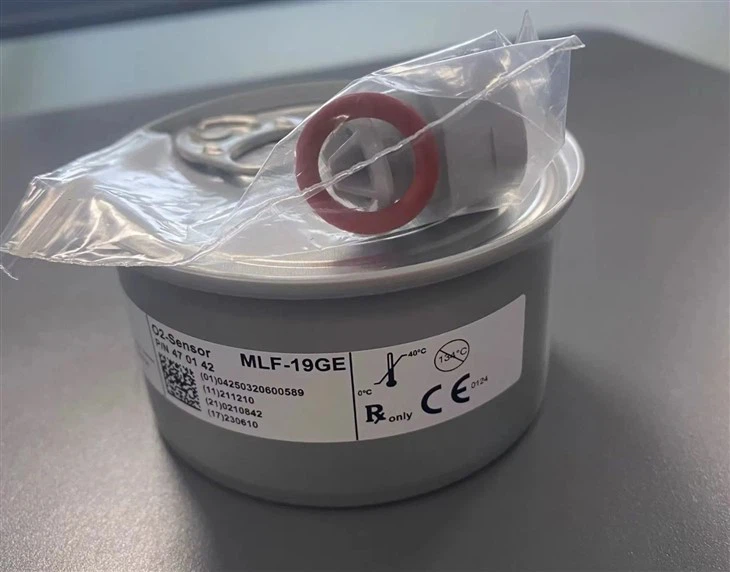 O2-Sensor
P/N 47 01 42
MLF-19GE
(01)04250320600589
(11)211210
(21)0210842
(17)230610
40°C
0°C
134°C
Rx only
CE 0124